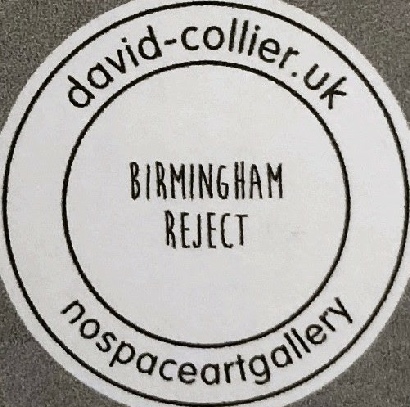 david-collier.uk
BIRMINGHAM
REJECT
nospaceartgallery